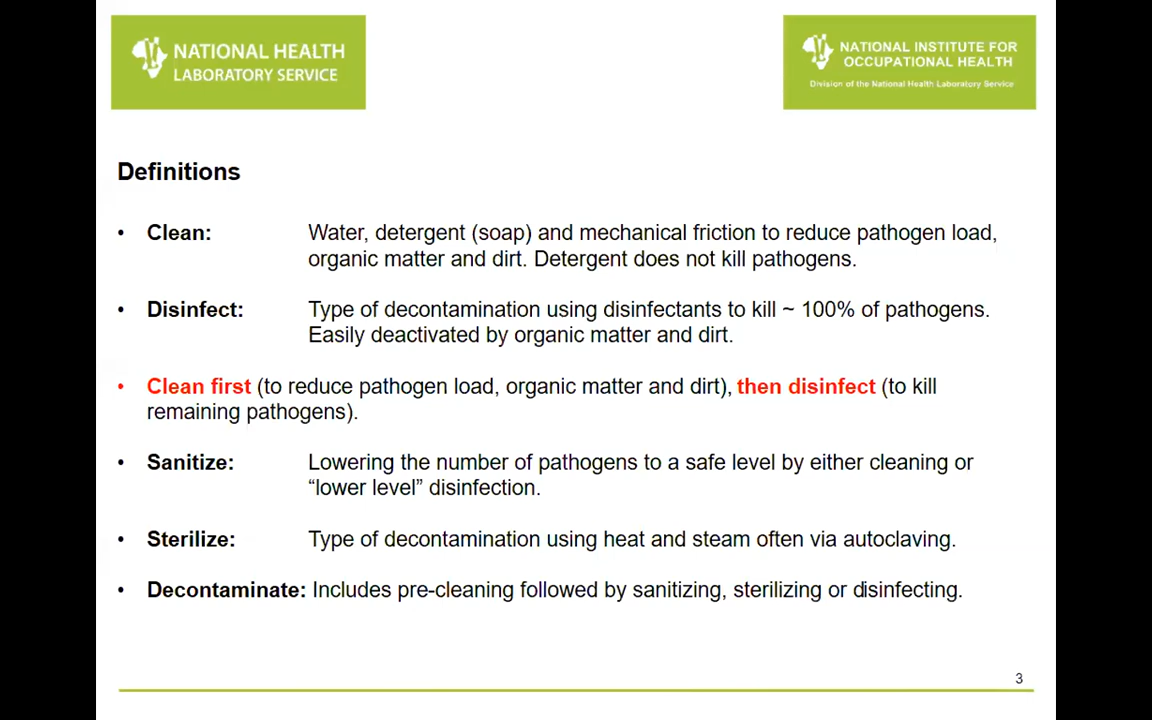 NATIONAL HEALTH
LABORATORY SERVICE
NATIONAL INSTITUTE FOR
OCCUPATIONAL HEALTH
Division of the National Health Laboratory Service
Definitions
• Clean: Water, detergent (soap) and mechanical friction to reduce pathogen load,
organic matter and dirt. Detergent does not kill pathogens.
• Disinfect: Type of decontamination using disinfectants to kill ~ 100% of pathogens.
Easily deactivated by organic matter and dirt.
• Clean first (to reduce pathogen load, organic matter and dirt), then disinfect (to kill
remaining pathogens).
• Sanitize: Lowering the number of pathogens to a safe level by either cleaning or
“lower level” disinfection.
• Sterilize: Type of decontamination using heat and steam often via autoclaving.
• Decontaminate: Includes pre-cleaning followed by sanitizing, sterilizing or disinfecting.
3